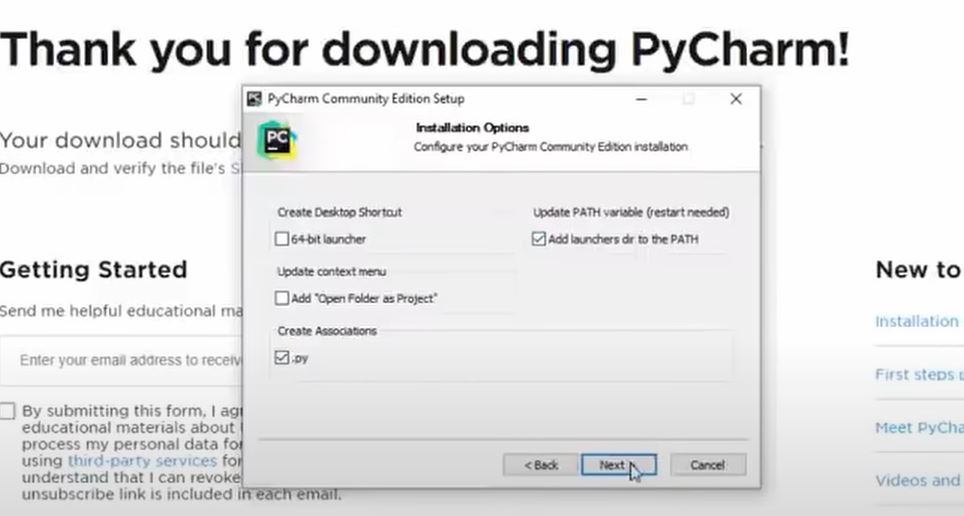 Thank you for downloading PyCharm!
PyCharm Community Edition Setup
PC
Installation Options
Configure your PyCharm Community Edition installation
Your download should
Download and verify the file's
Create Desktop Shortcut
64-bit launcher
Update PATH variable (restart needed)
Add launchers dir to the PATH
Update context menu
Add "Open Folder as Project"
Create Associations
.py
< Back
Next
Cancel
Getting Started
Send me helpful educational
Enter your email address to
By submitting this form, I
educational materials about
process my personal data for
using third-party services for
understand that I can revoke
unsubscribe link is included in each email.
New to
Installation
First steps
Meet
Videos and